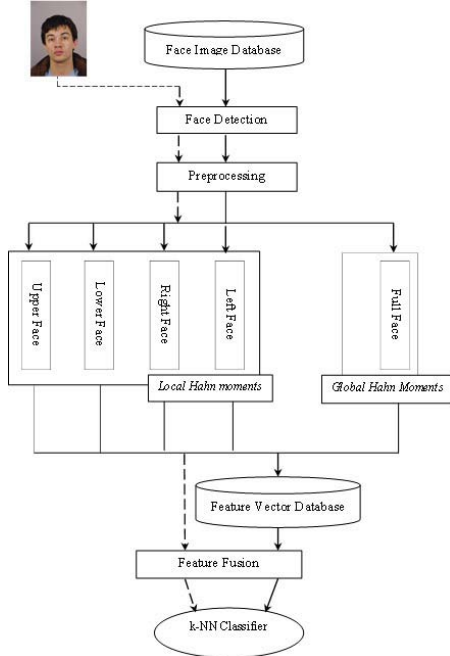 Face Image Database
Face Detection
Preprocessing
Upper Face
Lower Face
Right Face
Left Face
Full Face
Local Hahn moments
Global Hahn Moments
Feature Vector Database
Feature Fusion
k-NN Classifier